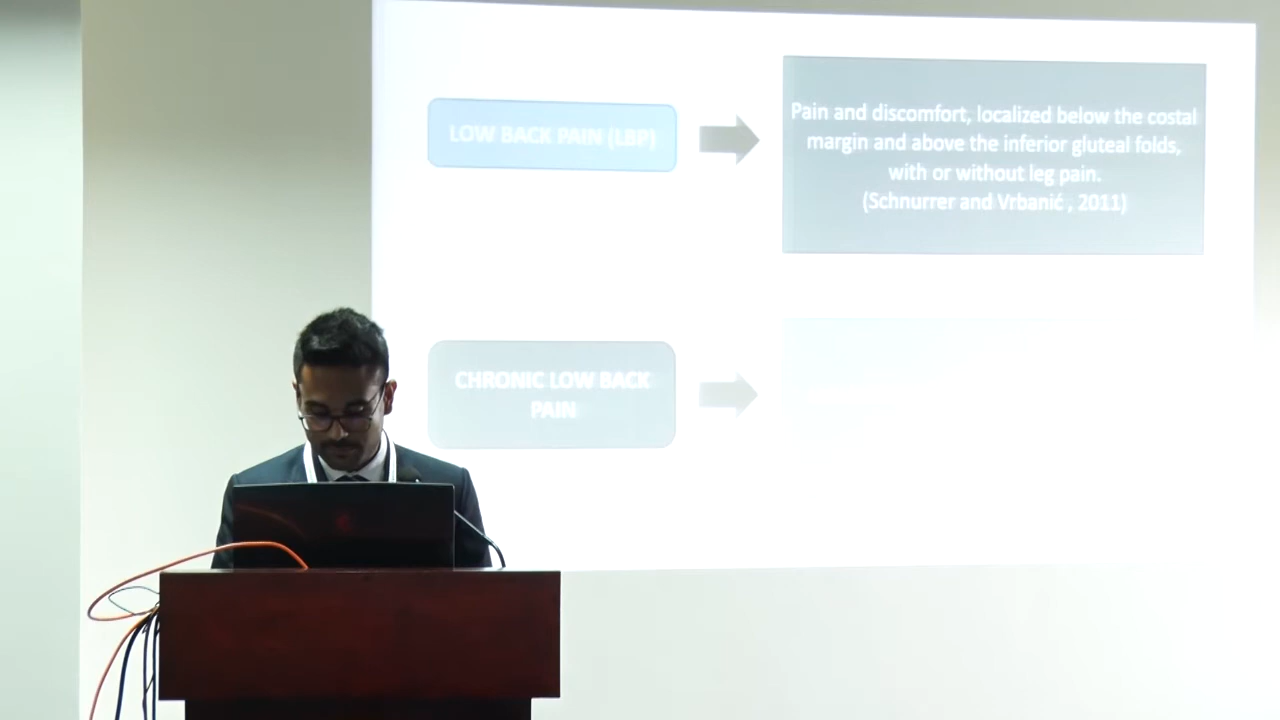 LOW BACK PAIN (LBP)
Pain and discomfort, localized below the costal
margin and above the inferior gluteal folds,
with or without leg pain.
(Schnurrer and Vrbanić , 2011)
CHRONIC LOW BACK
PAIN